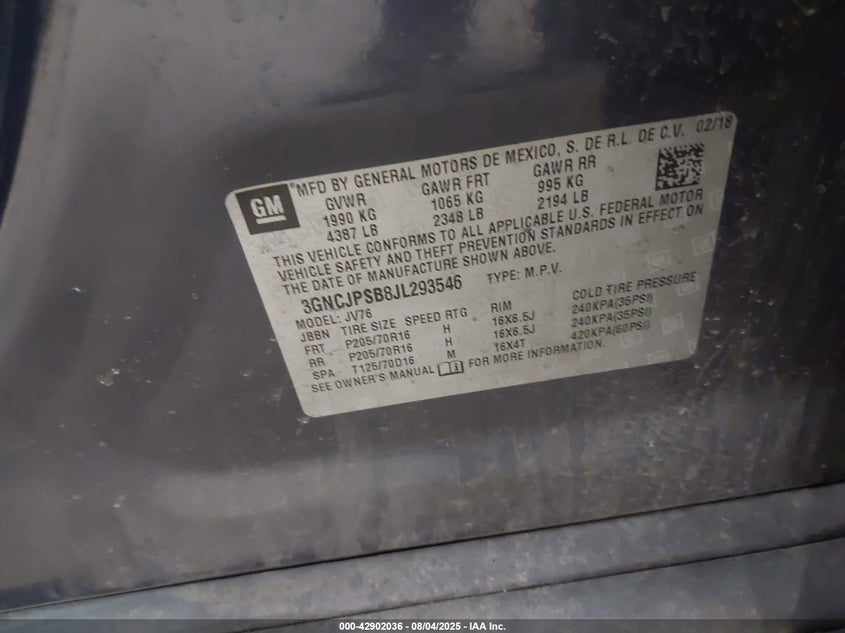 GM
®MFD BY GENERAL MOTORS DE MEXICO, S. DE R.L. DE C.V. 02/18
GVWR GAWR FRT GAWR RR
1990 KG 1065 KG 995 KG
4387 LB 2348 LB 2194 LB
THIS VEHICLE CONFORMS TO ALL APPLICABLE U.S. FEDERAL MOTOR
VEHICLE SAFETY AND THEFT PREVENTION STANDARDS IN EFFECT ON
THE DATE OF MANUFACTURE SHOWN ABOVE.
3GNCJPSB8JL293546 TYPE: M.P.V.
MODEL: JV76
JBBN TIRE SIZE SPEED RTG RIM COLD TIRE PRESSURE
FRT P205/70R16 H 16X6.5J 240KPA(35PSI)
RR P205/70R16 H 16X6.5J 240KPA(35PSI)
SPA T125/70D16 M 16X4T 420KPA(60PSI)
SEE OWNER'S MANUAL FOR MORE INFORMATION.
000-42902036 - 08/04/2025 - IAA Inc.